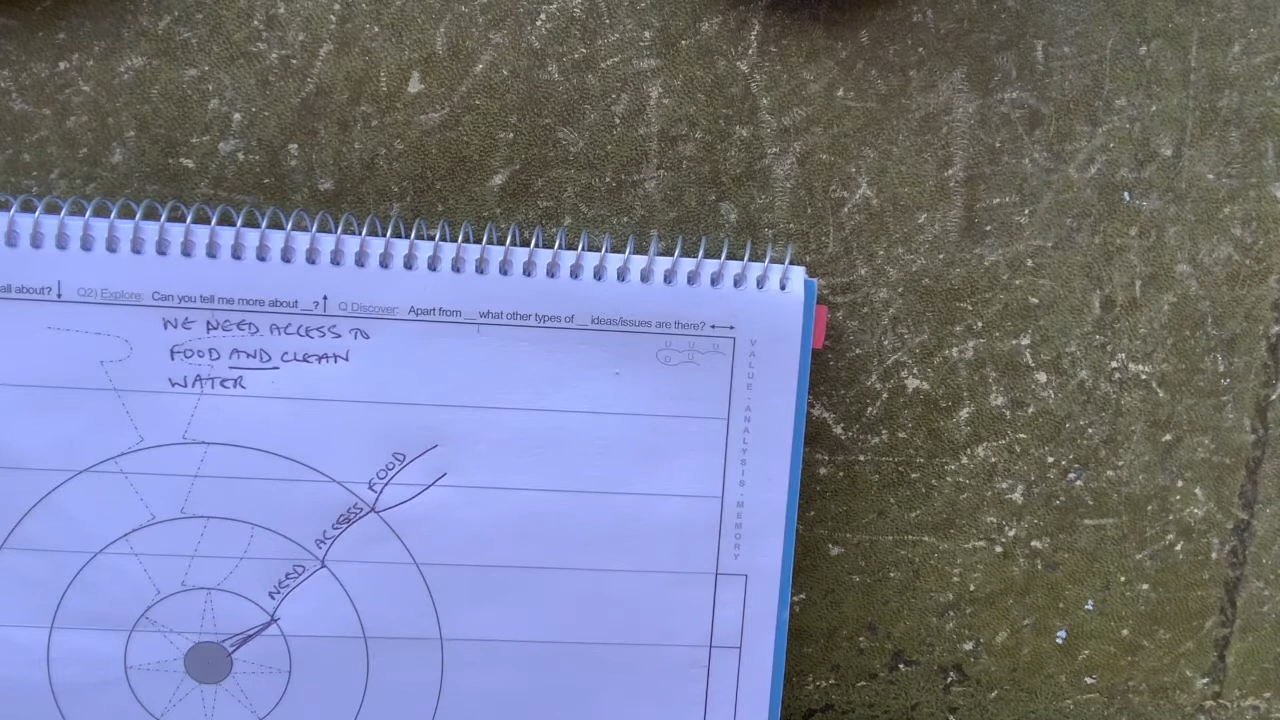 all about? ↓ Q2) Explore: Can you tell me more about __? ↑ Q Discover: Apart from __ what other types of __ ideas/issues are there? ↔
WE NEED ACCESS TO
FOOD AND CLEAN
WATER
U U U
O U
VALUE-ANALYSIS-MEMORY
FOOD
ACCESS
NEED